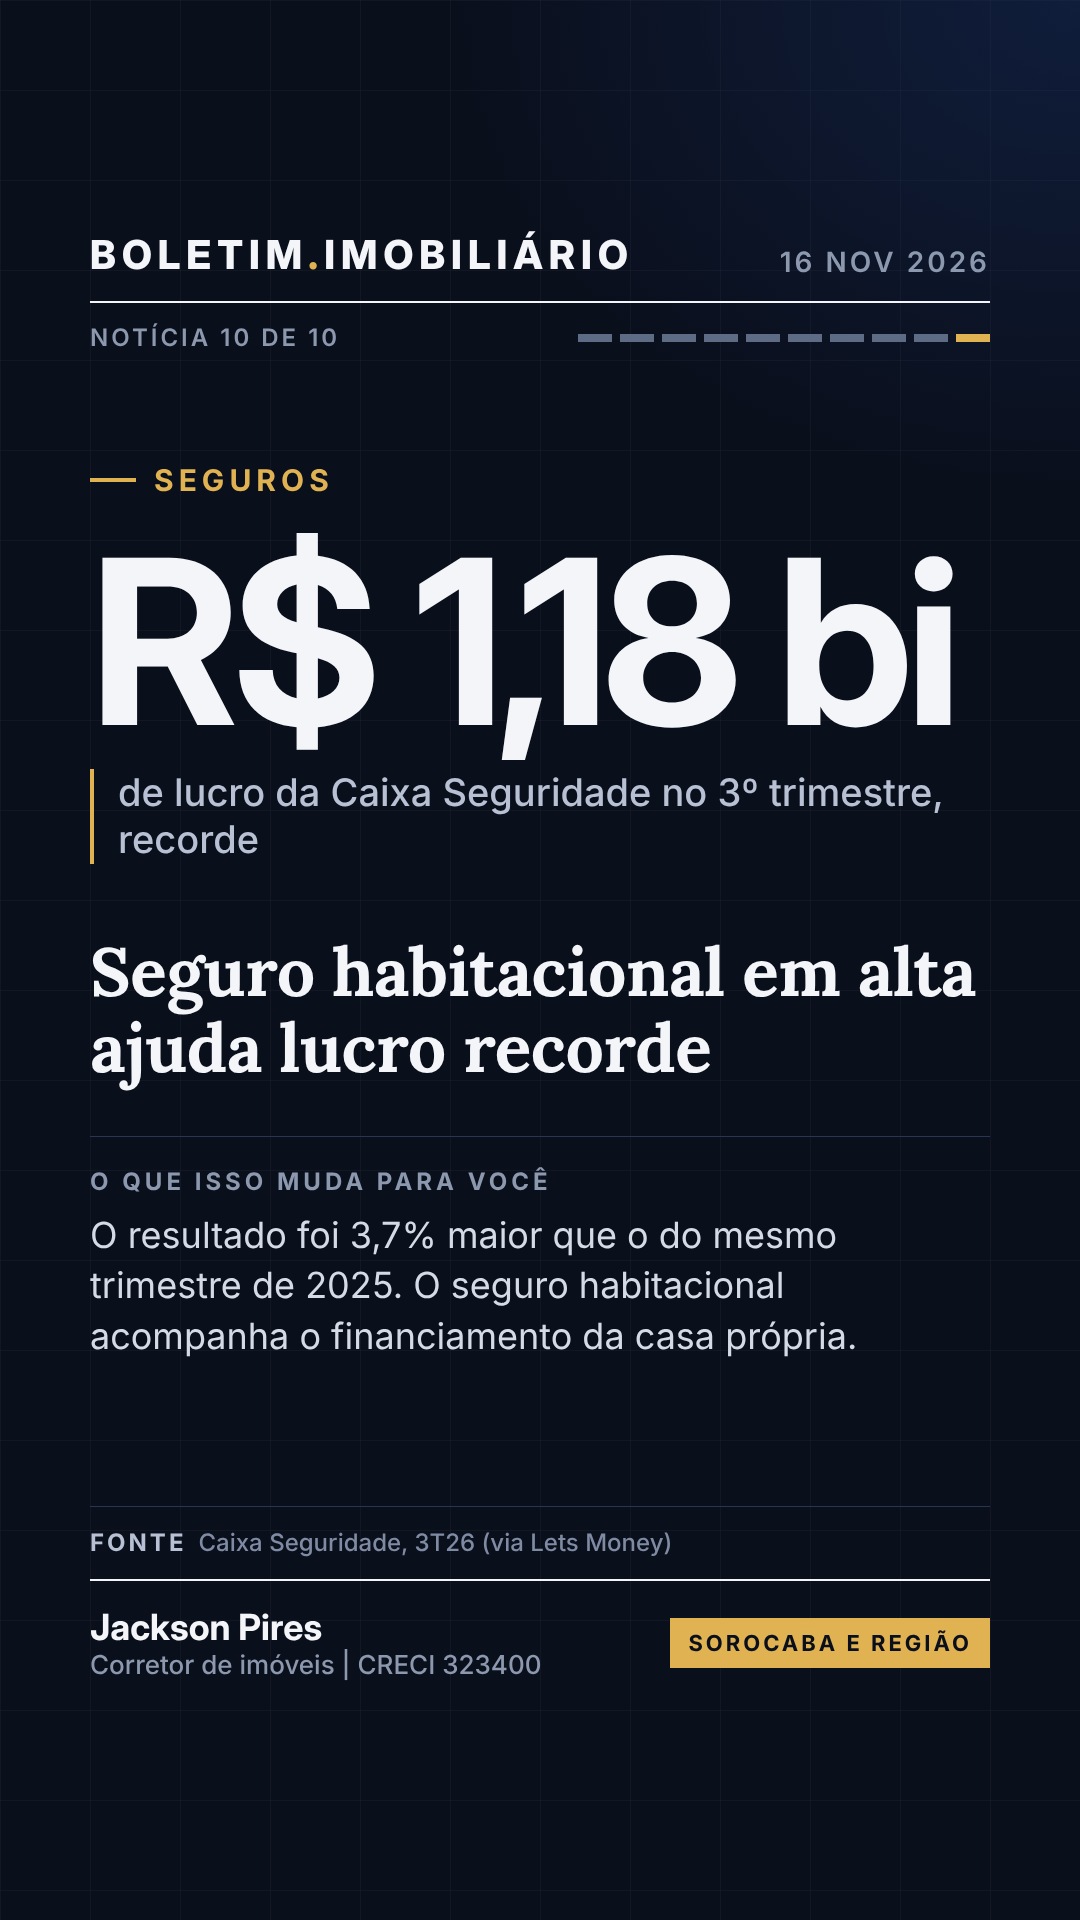 BOLETIM.IMOBILIÁRIO
16 NOV 2026
NOTÍCIA 10 DE 10
SEGUROS
R$ 1,18 bi
de lucro da Caixa Seguridade no 3º trimestre,
recorde
Seguro habitacional em alta
ajuda lucro recorde
O QUE ISSO MUDA PARA VOCÊ
O resultado foi 3,7% maior que o do mesmo
trimestre de 2025. O seguro habitacional
acompanha o financiamento da casa própria.
FONTE Caixa Seguridade, 3T26 (via Lets Money)
Jackson Pires
Corretor de imóveis | CRECI 323400
SOROCABA E REGIÃO